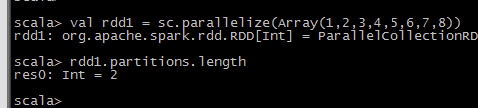 scala> val rdd1 = sc.parallelize(Array(1,2,3,4,5,6,7,8))
rdd1: org.apache.spark.rdd.RDD[Int] = ParallelCollectionRD
scala> rdd1.partitions.length
res0: Int = 2
scala>